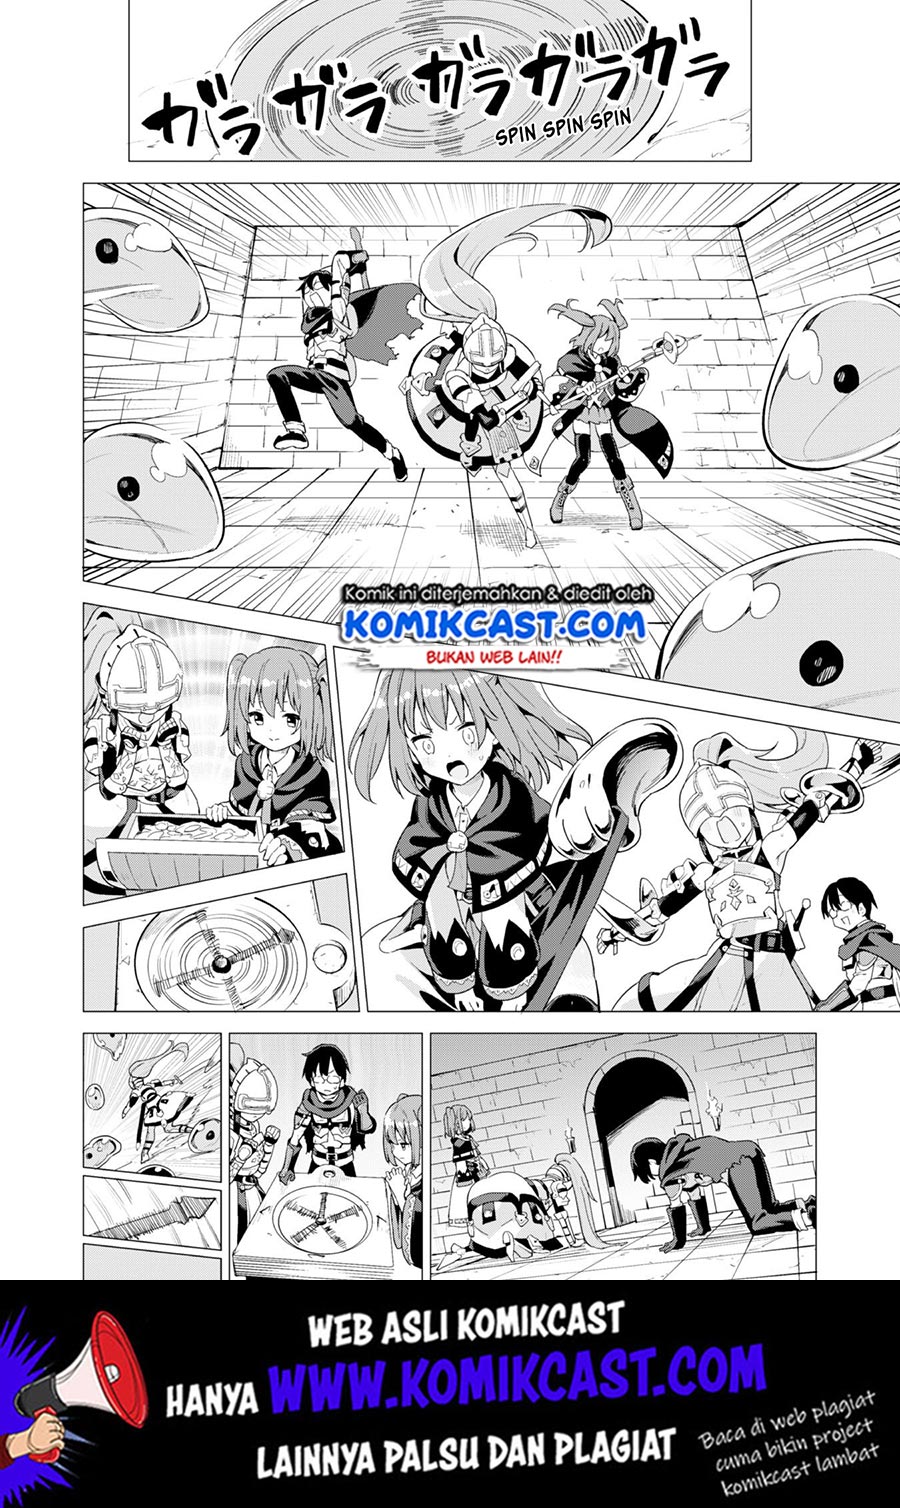 ガラガラガラガラガラ
SPIN SPIN SPIN
Komik ini diterjemahkan & diedit oleh
KOMIKCAST.COM
BUKAN WEB LAIN!!
WEB ASLI KOMIKCAST
HANYA WWW.KOMIKCAST.COM
LAINNYA PALSU DAN PLAGIAT
Baca di web plagiat
cuma bikin project
komikcast lambat